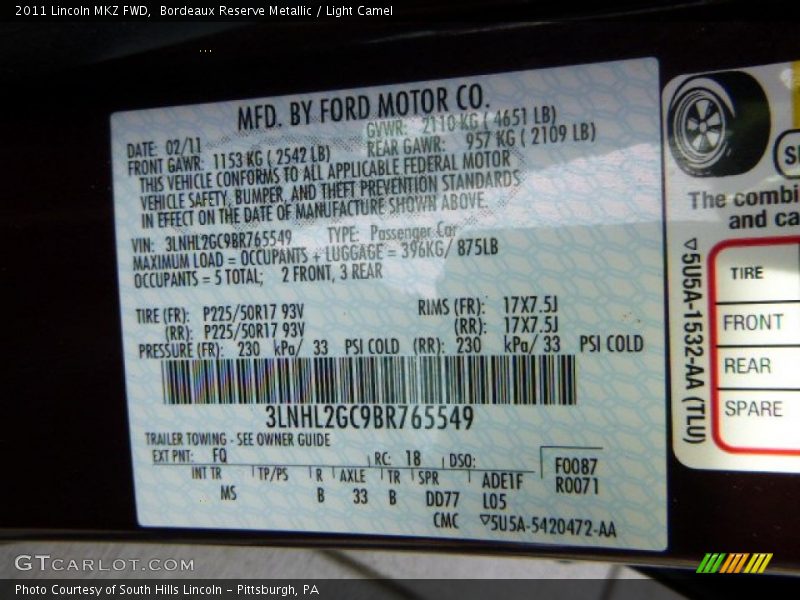 2011 Lincoln MKZ FWD,  Bordeaux Reserve Metallic / Light Camel
MFD. BY FORD MOTOR CO.
DATE: 02/11 GVWR: 2110 KG ( 4651 LB)
FRONT GAWR: 1153 KG ( 2542 LB) REAR GAWR: 957 KG ( 2109 LB)
THIS VEHICLE CONFORMS TO ALL APPLICABLE FEDERAL MOTOR
VEHICLE SAFETY, BUMPER, AND THEFT PREVENTION STANDARDS
IN EFFECT ON THE DATE OF MANUFACTURE SHOWN ABOVE.
VIN: 3LNHL2GC9BR765549 TYPE: Passenger Car
MAXIMUM LOAD = OCCUPANTS + LUGGAGE = 396KG/ 875LB
OCCUPANTS = 5 TOTAL; 2 FRONT, 3 REAR
TIRE (FR): P225/50R17 93V RIMS (FR): 17X7.5J
(RR): P225/50R17 93V (RR): 17X7.5J
PRESSURE (FR): 230 kPa/ 33 PSI COLD (RR): 230 kPa/ 33 PSI COLD
3LNHL2GC9BR765549
TRAILER TOWING - SEE OWNER GUIDE
EXT PNT: FQ RC: 18 DSO: F0087
R0071
INT TR TP/PS R AXLE TR SPR ADE1F
MS B 33 B DD77 L05
CMC ▽5U5A-5420472-AA
The combi
and ca
▽5U5A-1532-AA (TLU)
TIRE
FRONT
REAR
SPARE
GTCARLOT.COM
Photo Courtesy of South Hills Lincoln - Pittsburgh, PA